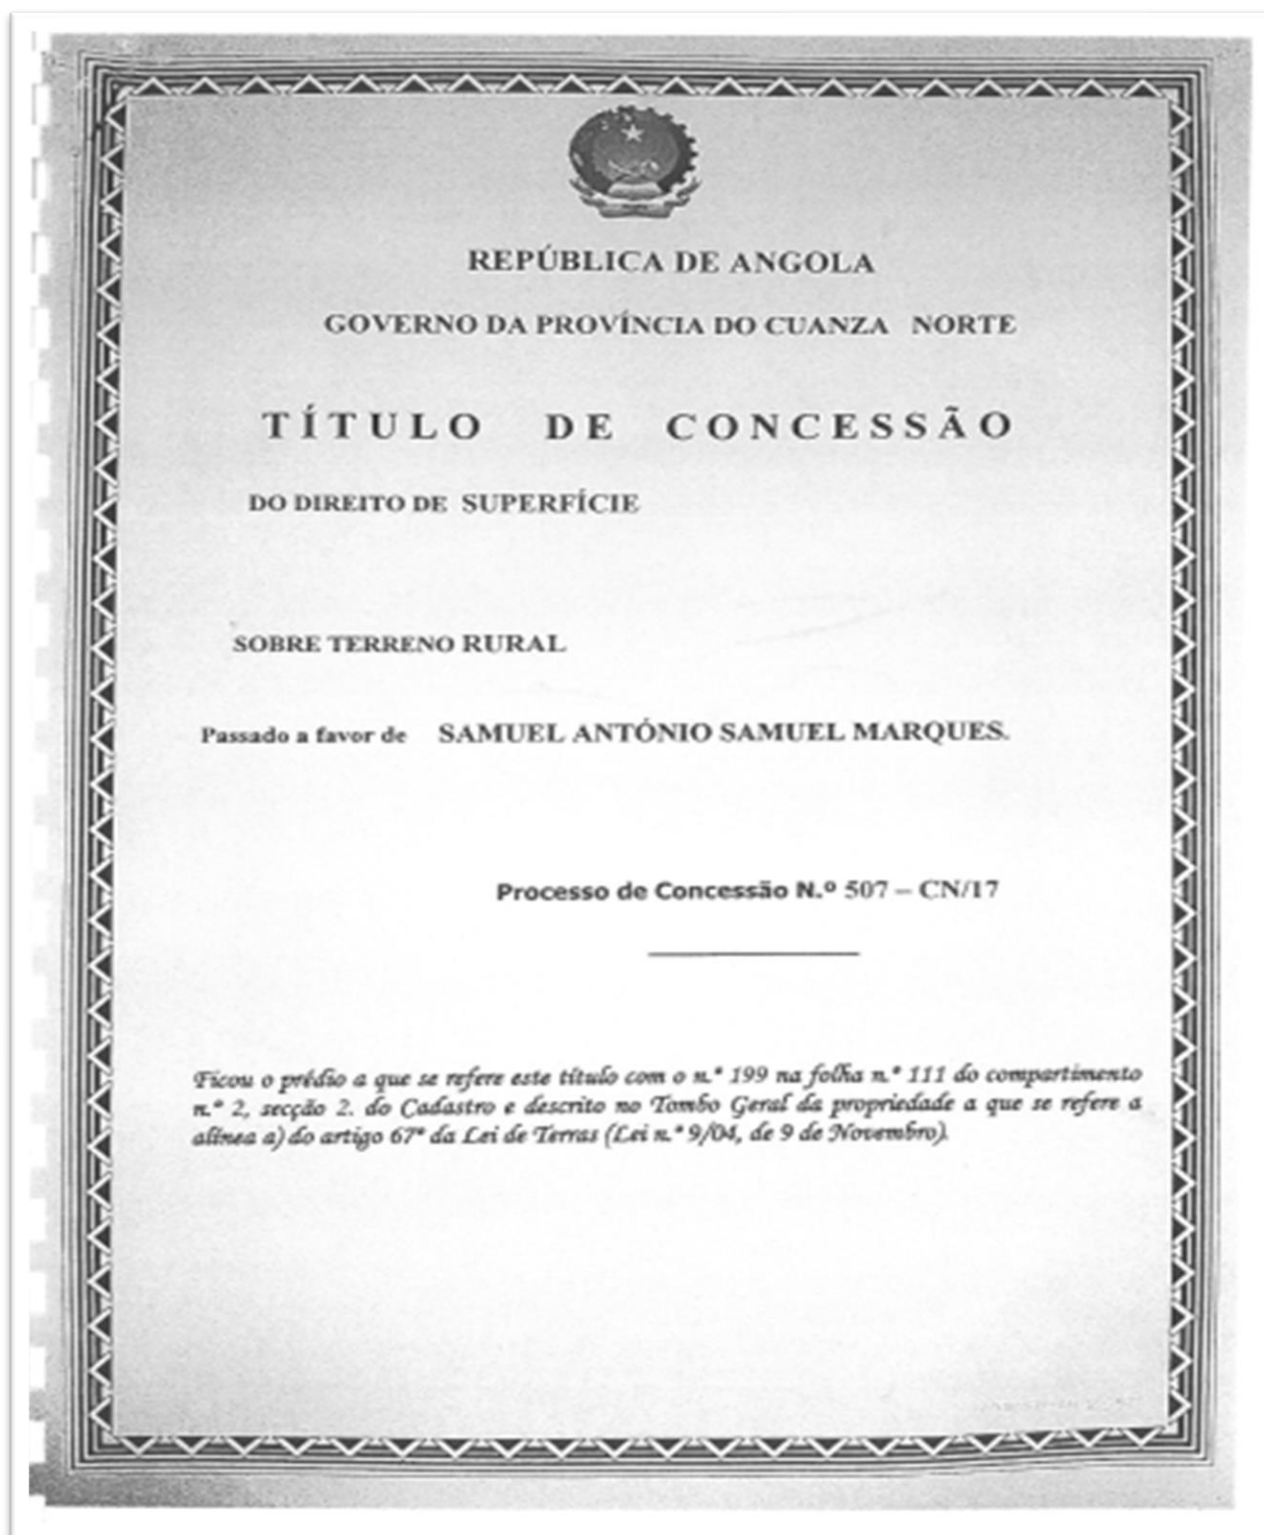 REPÚBLICA DE ANGOLA
GOVERNO DA PROVÍNCIA DO CUANZA NORTE
TÍTULO DE CONCESSÃO
DO DIREITO DE SUPERFÍCIE
SOBRE TERRENO RURAL
Passado a favor de SAMUEL ANTÓNIO SAMUEL MARQUES.
Processo de Concessão N.º 507 – CN/17
Ficou o prédio a que se refere este título com o n.º 199 na folha n.º 111 do compartimento
n.º 2, secção 2. do Cadastro e descrito no Tombo Geral da propriedade a que se refere a
alínea a) do artigo 67º da Lei de Terras (Lei n.º 9/04, de 9 de Novembro).